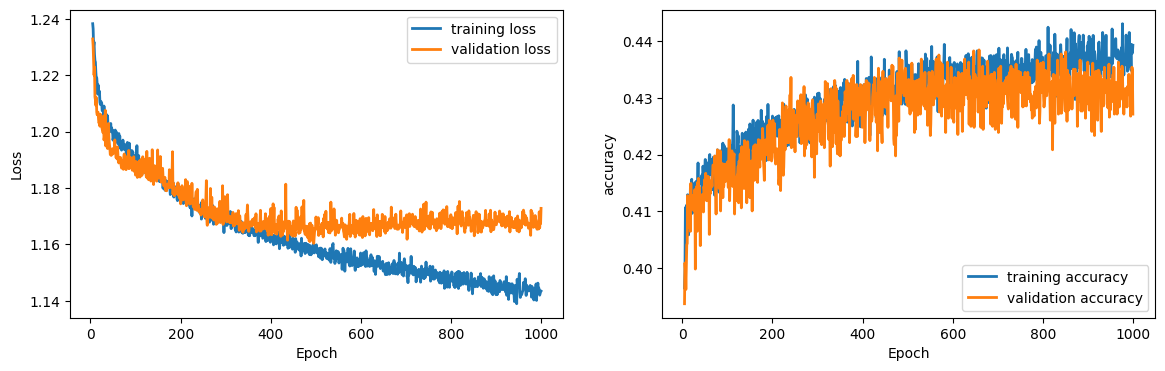 1.24
1.22
1.20
1.18
1.16
1.14
Loss
0
200
400
600
800
1000
Epoch
training loss
validation loss
0.44
0.43
0.42
0.41
0.40
accuracy
0
200
400
600
800
1000
Epoch
training accuracy
validation accuracy